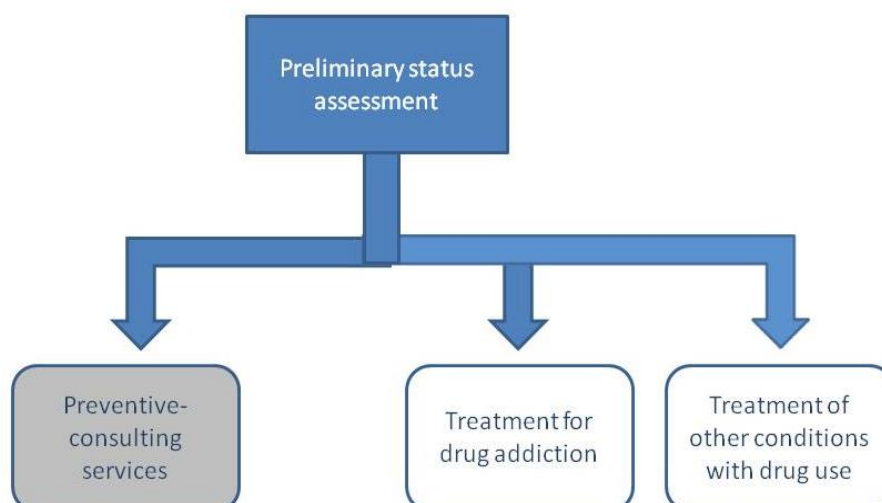 Preliminary status
assessment
Preventive-
consulting
services
Treatment for
drug addiction
Treatment of
other conditions
with drug use